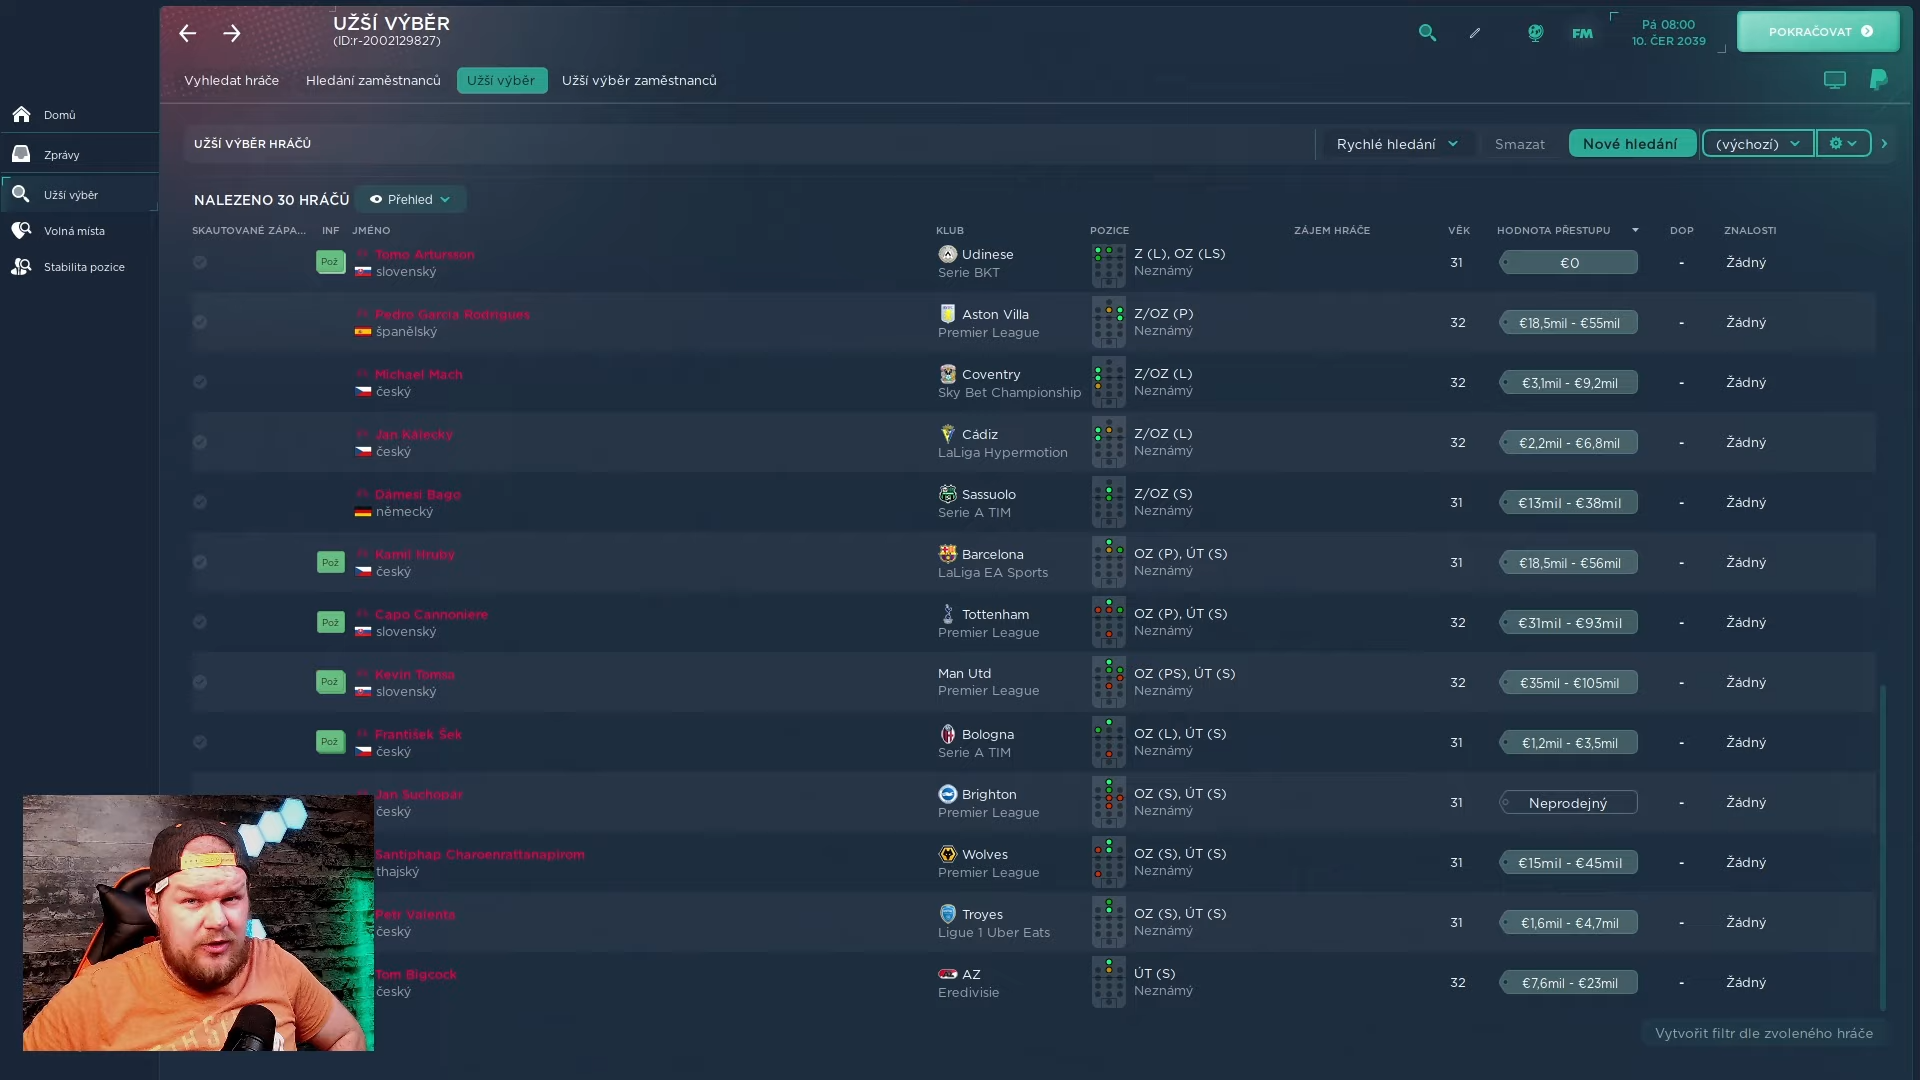 UŽŠÍ VÝBĚR
(ID:r-2002129827)
FM
Pá 08:00
10. ČER 2039
POKRAČOVAT
Vyhledat hráče
Hledání zaměstnanců
Užší výběr
Užší výběr zaměstnanců
Domů
Zprávy
Užší výběr
Volná místa
Stabilita pozice
UŽŠÍ VÝBĚR HRÁČŮ
Rychlé hledání
Smazat
Nové hledání
(výchozí)
NALEZENO 30 HRÁČŮ
Přehled
SKAUTOVANÉ ZÁPA... INF JMÉNO KLUB POZICE ZÁJEM HRÁČE VĚK HODNOTA PŘESTUPU DOP ZNALOSTI
Pož Tomo Artursson Udinese Z (L), OZ (LS) 31 €0 - Žádný
slovenský Serie BKT Neznámý
Pedro García Rodrigues Aston Villa Z/OZ (P) 32 €18,5mil - €55mil - Žádný
španělský Premier League Neznámý
Michael Mach Coventry Z/OZ (L) 32 €3,1mil - €9,2mil - Žádný
český Sky Bet Championship Neznámý
Jan Kálecký Cádiz Z/OZ (L) 32 €2,2mil - €6,8mil - Žádný
český LaLiga Hypermotion Neznámý
Dámesi Bago Sassuolo Z/OZ (S) 31 €13mil - €38mil - Žádný
německý Serie A TIM Neznámý
Pož Kamil Hrubý Barcelona OZ (P), ÚT (S) 31 €18,5mil - €56mil - Žádný
český LaLiga EA Sports Neznámý
Pož Capo Cannoniere Tottenham OZ (P), ÚT (S) 32 €31mil - €93mil - Žádný
slovenský Premier League Neznámý
Pož Kevin Tomsa Man Utd OZ (PS), ÚT (S) 32 €35mil - €105mil - Žádný
slovenský Premier League Neznámý
Pož František Šek Bologna OZ (L), ÚT (S) 31 €1,2mil - €3,5mil - Žádný
český Serie A TIM Neznámý
Jan Suchopár Brighton OZ (S), ÚT (S) 31 Neprodejný - Žádný
český Premier League Neznámý
Santiphap Charoenrattanapirom Wolves OZ (S), ÚT (S) 31 €15mil - €45mil - Žádný
thajský Premier League Neznámý
Petr Valenta Troyes OZ (S), ÚT (S) 31 €1,6mil - €4,7mil - Žádný
český Ligue 1 Uber Eats Neznámý
Tom Bigcock AZ ÚT (S) 32 €7,6mil - €23mil - Žádný
český Eredivisie Neznámý
Vytvořit filtr dle zvoleného hráče